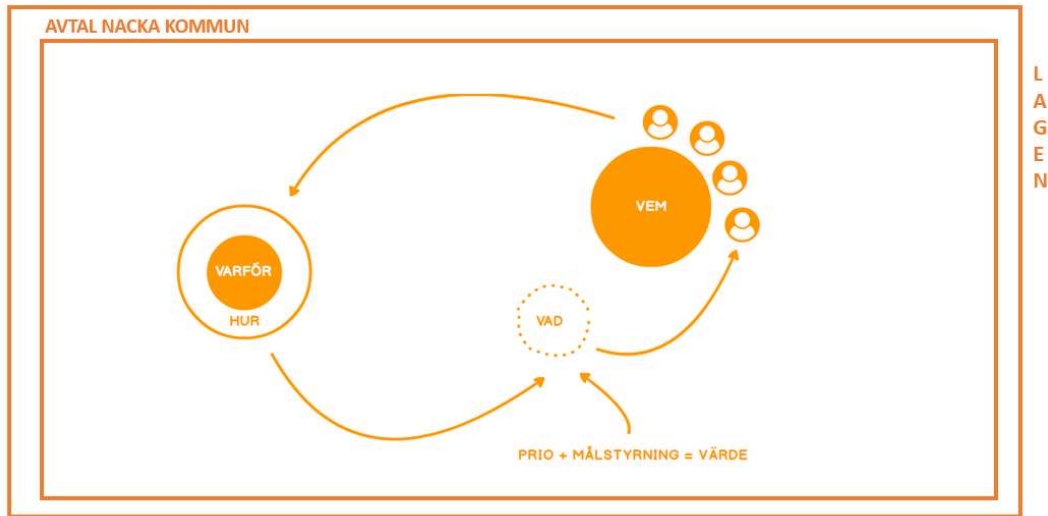 AVTAL NACKA KOMMUN
L
A
G
E
N
VEM
VARFÖR
HUR
VAD
PRIO + MÅLSTYRNING = VÄRDE